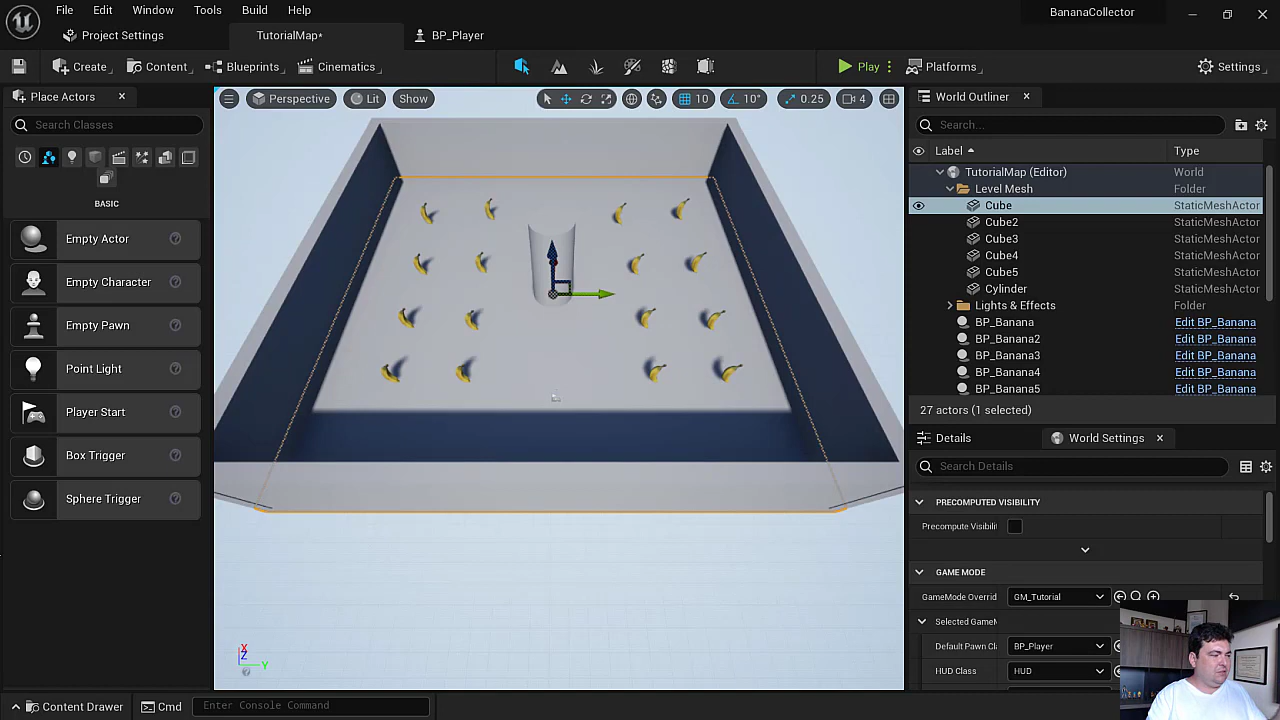 File Edit Window Tools Build Help BananaCollector
Project Settings TutorialMap* BP_Player
Create Content Blueprints Cinematics Play Platforms Settings
Place Actors World Outliner
Search Classes
Perspective Lit Show 10 10° 0.25 4
Search...
Label Type
TutorialMap (Editor) World
Level Mesh Folder
Cube StaticMeshActor
Cube2 StaticMeshActor
Cube3 StaticMeshActor
Cube4 StaticMeshActor
Cube5 StaticMeshActor
Cylinder StaticMeshActor
Lights & Effects Folder
BP_Banana Edit BP_Banana
BP_Banana2 Edit BP_Banana
BP_Banana3 Edit BP_Banana
BP_Banana4 Edit BP_Banana
BP_Banana5 Edit BP_Banana
27 actors (1 selected)
BASIC
Empty Actor
Empty Character
Empty Pawn
Point Light
Player Start
Box Trigger
Sphere Trigger
Details World Settings
Search Details
PRECOMPUTED VISIBILITY
Precompute Visibili
GAME MODE
GameMode Overrid GM_Tutorial
Selected GameM
Default Pawn Cl BP_Player
HUD Class HUD
X
Z
Y
Content Drawer Cmd Enter Console Command